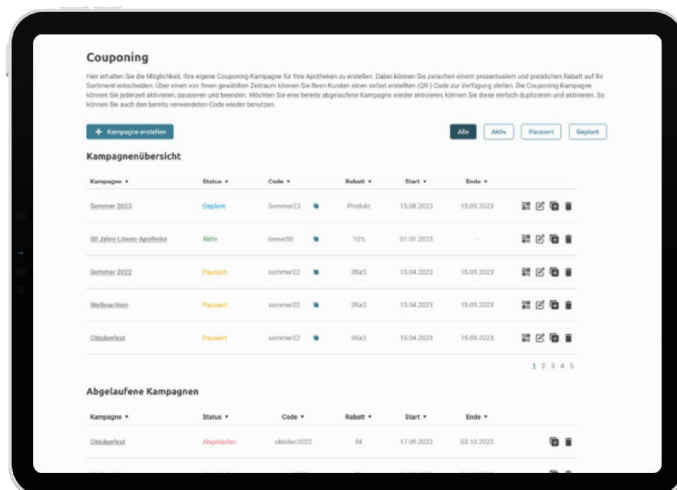 Couponing
Hier erhalten Sie die Möglichkeit, Ihre eigene Couponing-Kampagne für Ihre Apotheken zu erstellen. Dabei können Sie zwischen einem prozentualem und preislichen Rabatt auf Ihr
Sortiment entscheiden. Über einen von Ihnen gewählten Zeitraum können Sie Ihren Kunden einen selbst erstellten (QR-) Code zur Verfügung stellen. Die Couponing-Kampagne
können Sie jederzeit aktivieren, pausieren und beenden. Möchten Sie eine bereits abgelaufene Kampagne wieder aktivieren, können Sie diese einfach duplizieren und aktivieren. So
können Sie auch den bereits verwendeten Code wieder benutzen.
+ Kampagne erstellen Alle Aktiv Pausiert Geplant
Kampagnenübersicht
Kampagne Status Code Rabatt Start Ende
Sommer 2023 Geplant Sommer23 Produkt 15.06.2023 15.09.2023
50 Jahre Löwen-Apotheke Aktiv loewe50 10% 01.01.2023 -
Sommer 2022 Pausiert sommer22 3für2 15.04.2023 15.09.2023
Weihnachten Pausiert sommer22 3für2 15.04.2023 15.09.2023
Oktoberfest Pausiert sommer22 3für2 15.04.2023 15.09.2023
1 2 3 4 5
Abgelaufene Kampagnen
Kampagne Status Code Rabatt Start Ende
Oktoberfest Abgelaufen oktober2022 5€ 17.09.2022 03.10.2022